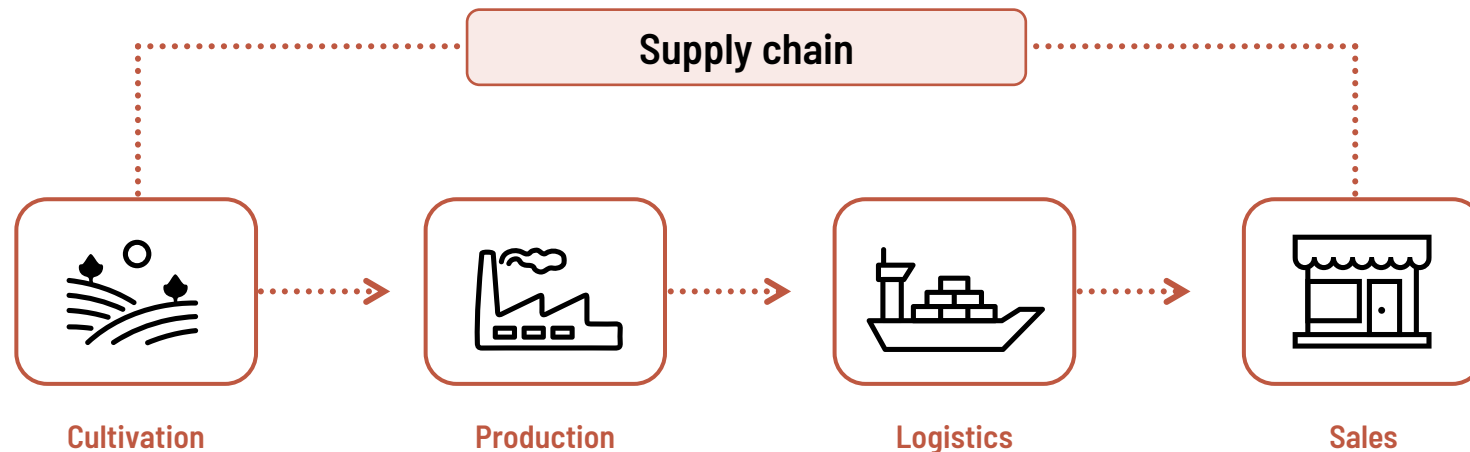 Supply chain
Cultivation
Production
Logistics
Sales